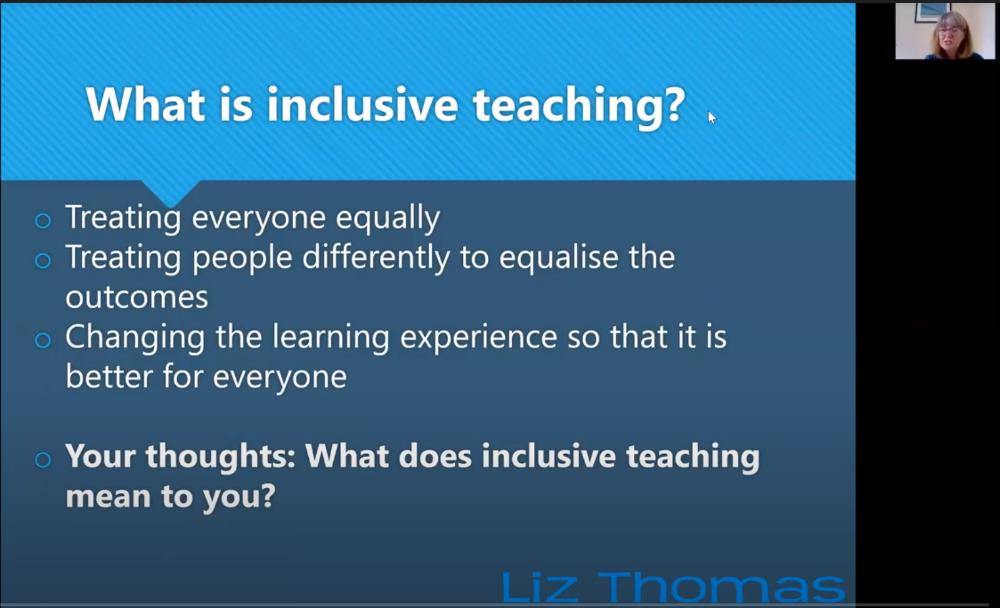 What is inclusive teaching?
Treating everyone equally
Treating people differently to equalise the
outcomes
Changing the learning experience so that it is
better for everyone
Your thoughts: What does inclusive teaching
mean to you?
Liz Thomas